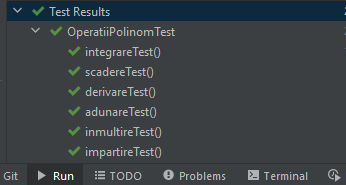 Test Results
OperatiiPolinomTest
integrareTest()
scadereTest()
derivareTest()
adunareTest()
inmultireTest()
impartireTest()
Git Run TODO Problems Terminal